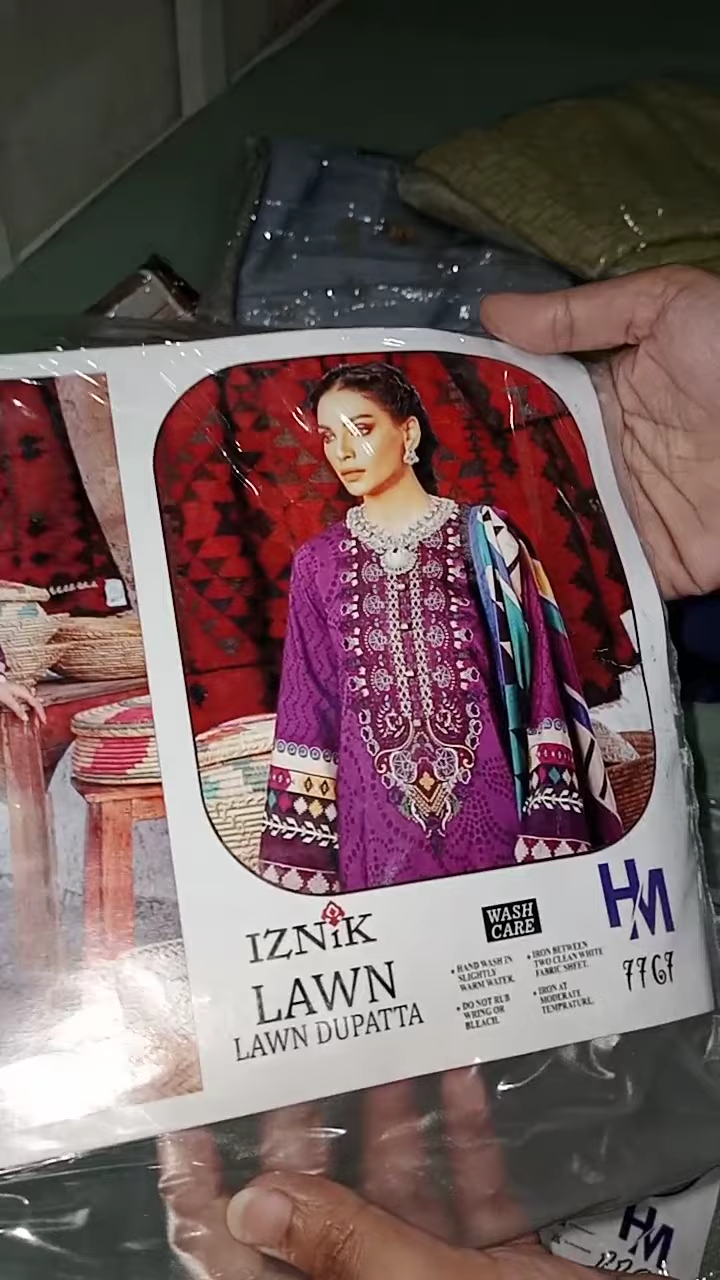 IZNiK
LAWN
LAWN DUPATTA
WASH
CARE
• HAND WASH IN
SLIGHTLY
WARM WATER.
• DO NOT RUB
WRING OR
BLEACH.
• IRON BETWEEN
TWO CLEAN WHITE
FABRIC SHEET.
• IRON AT
MODERATE
TEMPRATURE.
HM
7767
HM